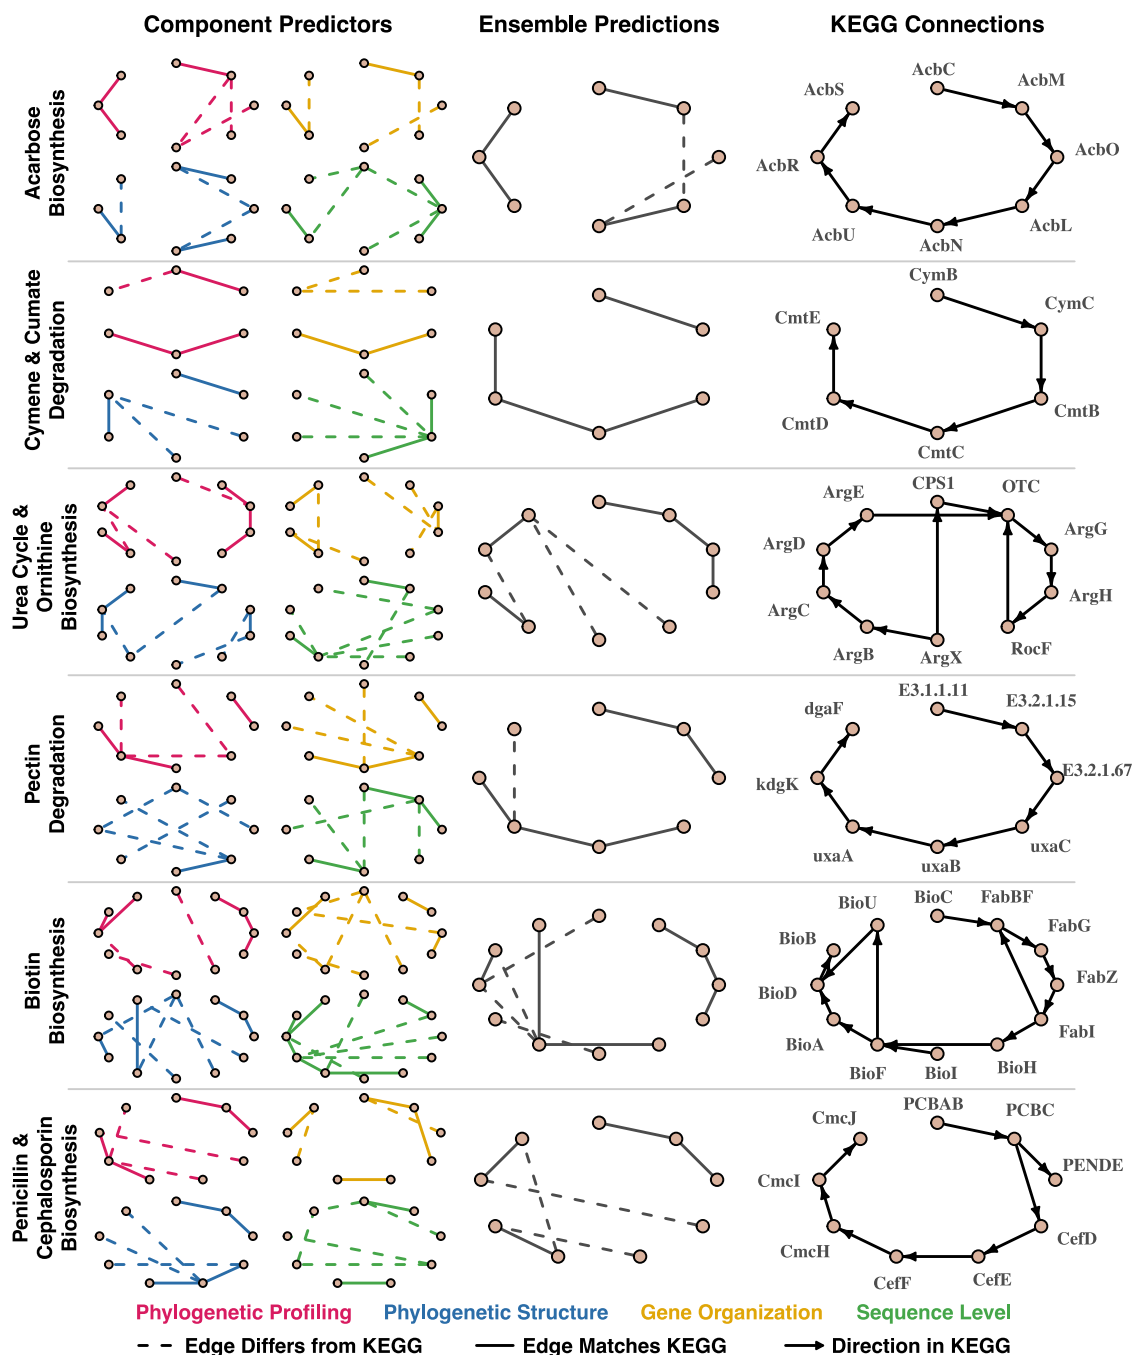 Component Predictors
Ensemble Predictions
KEGG Connections
Acarbose
Biosynthesis
AcbC
AcbM
AcbS
AcbO
AcbR
AcbL
AcbU
AcbN
Cymene & Cumate
Degradation
CymB
CymC
CmtE
CmtB
CmtD
CmtC
Urea Cycle &
Ornithine
Biosynthesis
CPS1
OTC
ArgE
ArgG
ArgD
ArgH
ArgC
RocF
ArgB
ArgX
Pectin
Degradation
E3.1.1.11
E3.2.1.15
dgaF
E3.2.1.67
kdgK
uxaC
uxaA
uxaB
Biotin
Biosynthesis
BioU
BioC
FabBF
FabG
BioB
FabZ
BioD
FabI
BioA
BioH
BioF
BioI
Penicillin &
Cephalosporin
Biosynthesis
PCBAB
PCBC
CmcJ
PENDE
CmcI
CefD
CmcH
CefE
CefF
Phylogenetic Profiling
Phylogenetic Structure
Gene Organization
Sequence Level
Edge Differs from KEGG
Edge Matches KEGG
Direction in KEGG